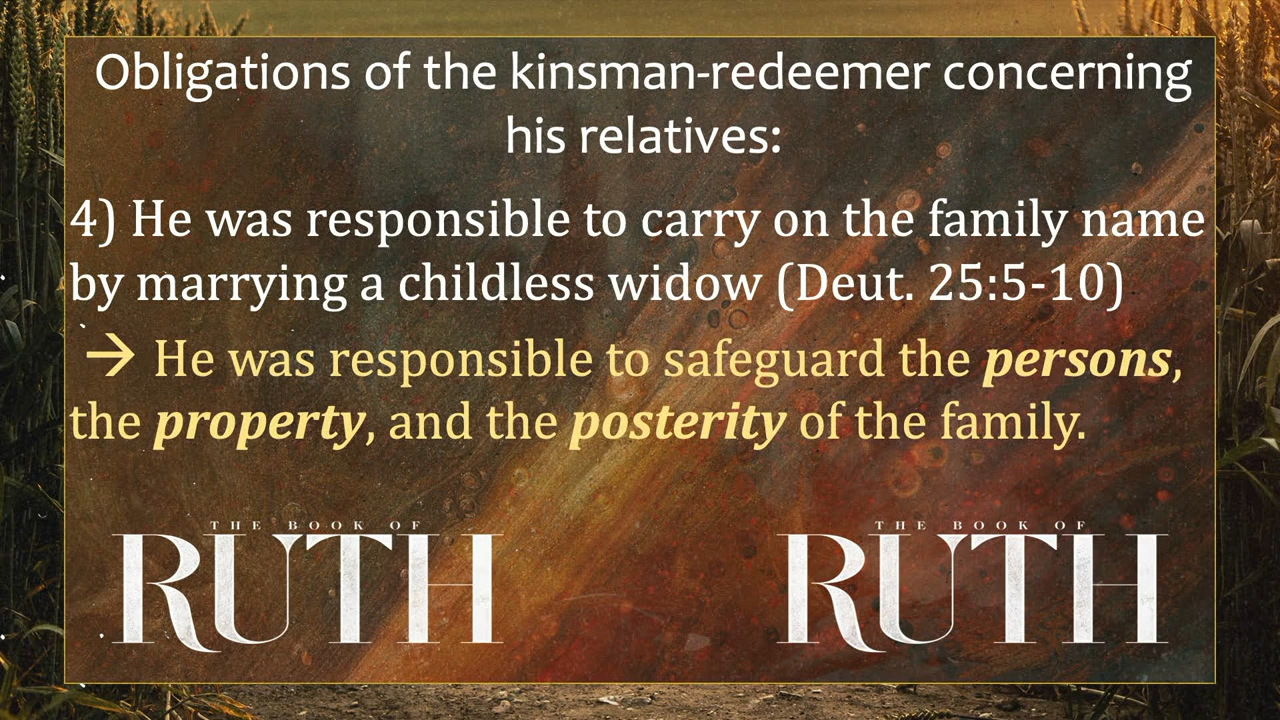 Obligations of the kinsman-redeemer concerning
his relatives:
4) He was responsible to carry on the family name
by marrying a childless widow (Deut. 25:5-10)
→ He was responsible to safeguard the persons,
the property, and the posterity of the family.
THE BOOK OF
RUTH
THE BOOK OF
RUTH